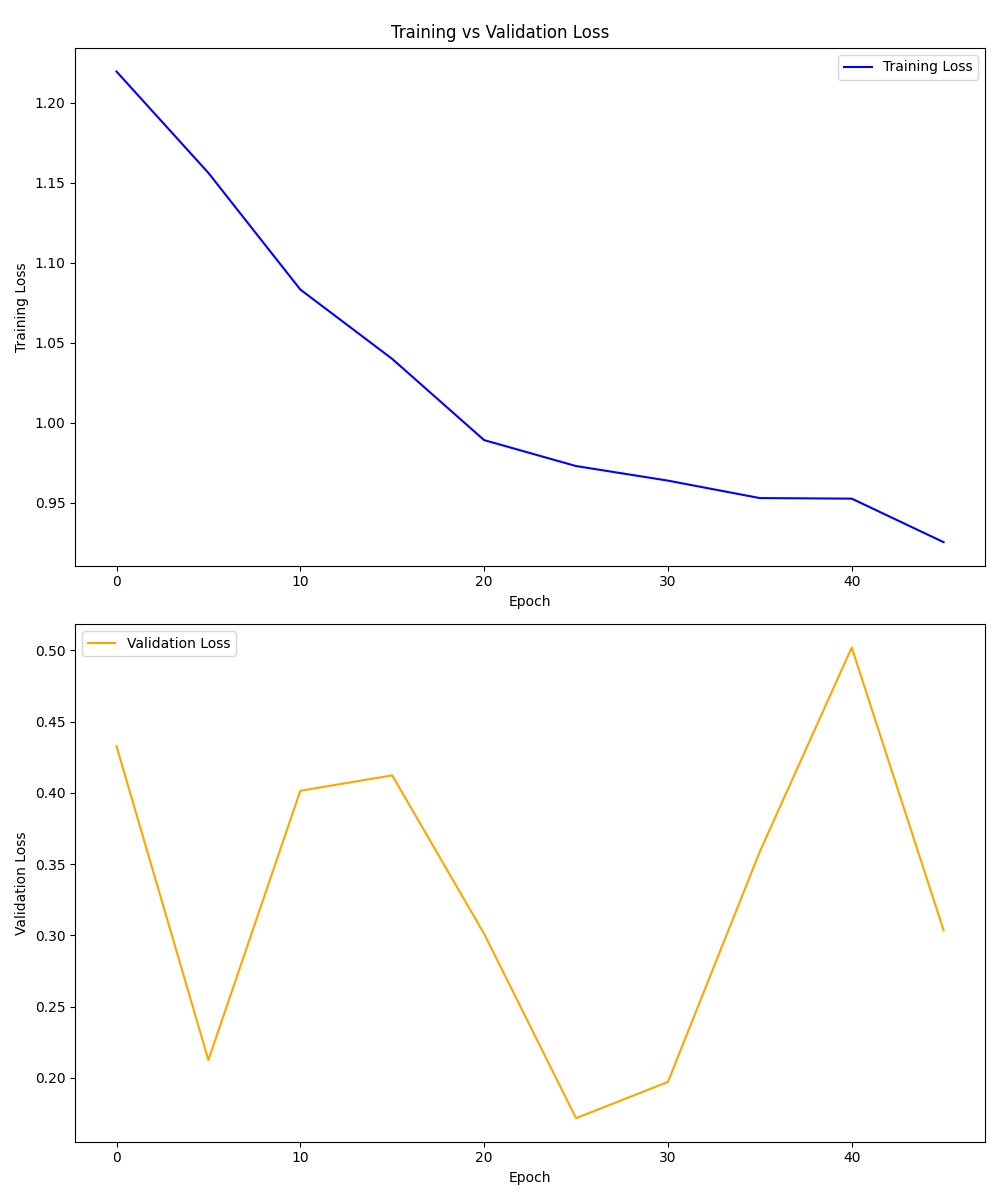 Training vs Validation Loss
Training Loss
1.20
1.15
1.10
1.05
1.00
0.95
Training Loss
0 10 20 30 40
Epoch
Validation Loss
0.50
0.45
0.40
0.35
0.30
0.25
0.20
Validation Loss
0 10 20 30 40
Epoch